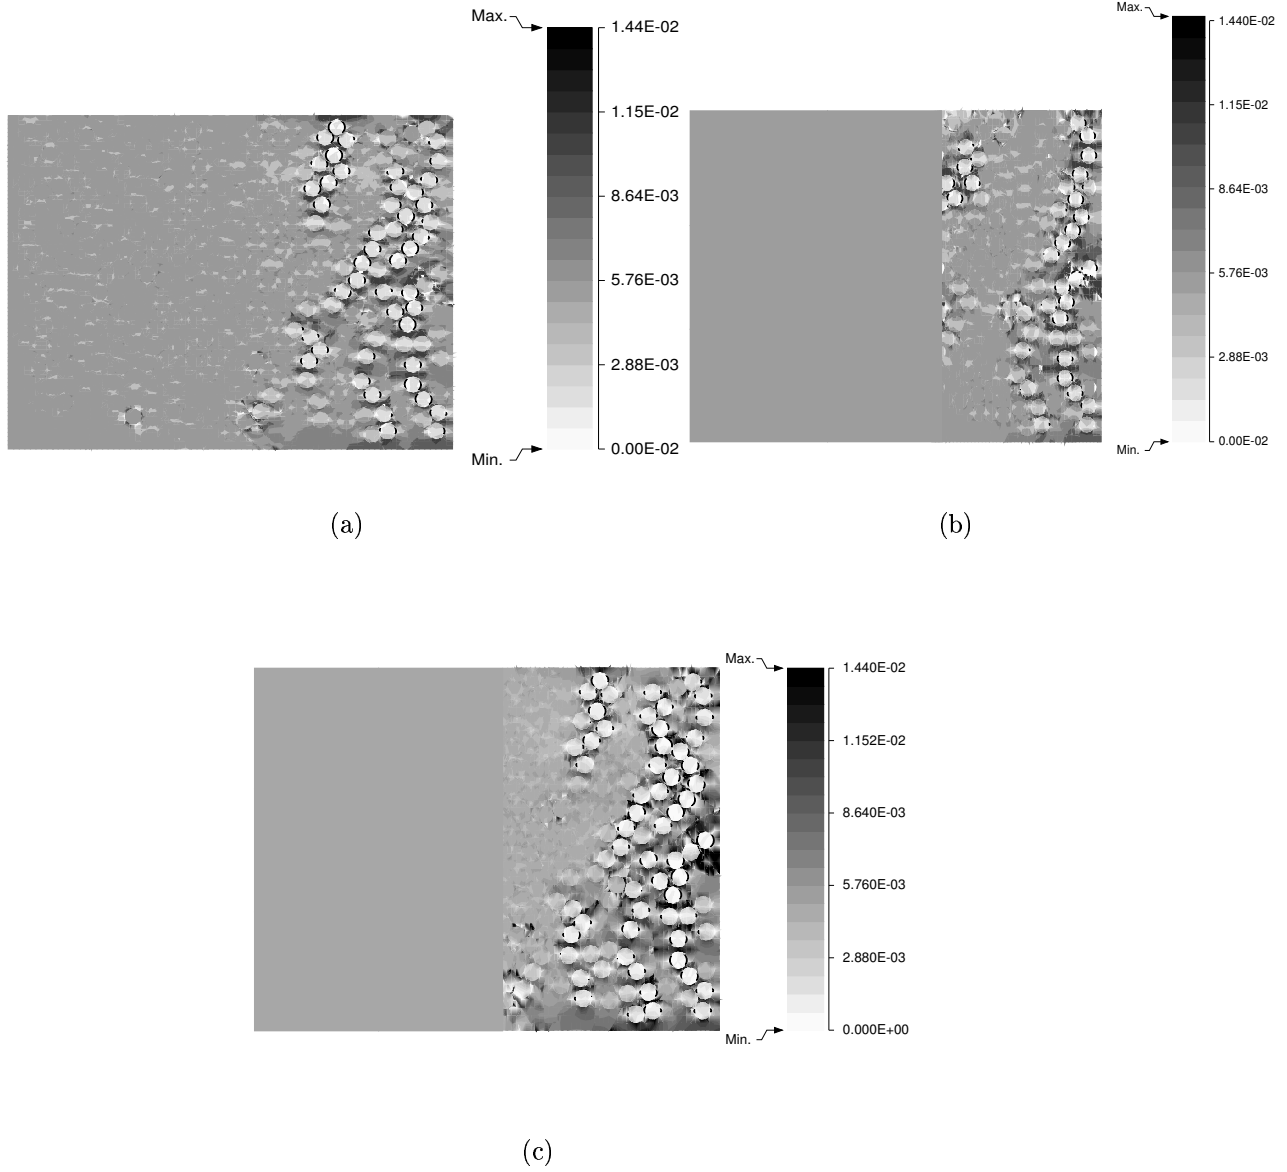 Max.
1.44E-02
1.15E-02
8.64E-03
5.76E-03
2.88E-03
0.00E-02
Min.
(a)
Max.
1.440E-02
1.15E-02
8.64E-03
5.76E-03
2.88E-03
0.00E-02
Min.
(b)
Max.
1.440E-02
1.152E-02
8.640E-03
5.760E-03
2.880E-03
0.000E+00
Min.
(c)